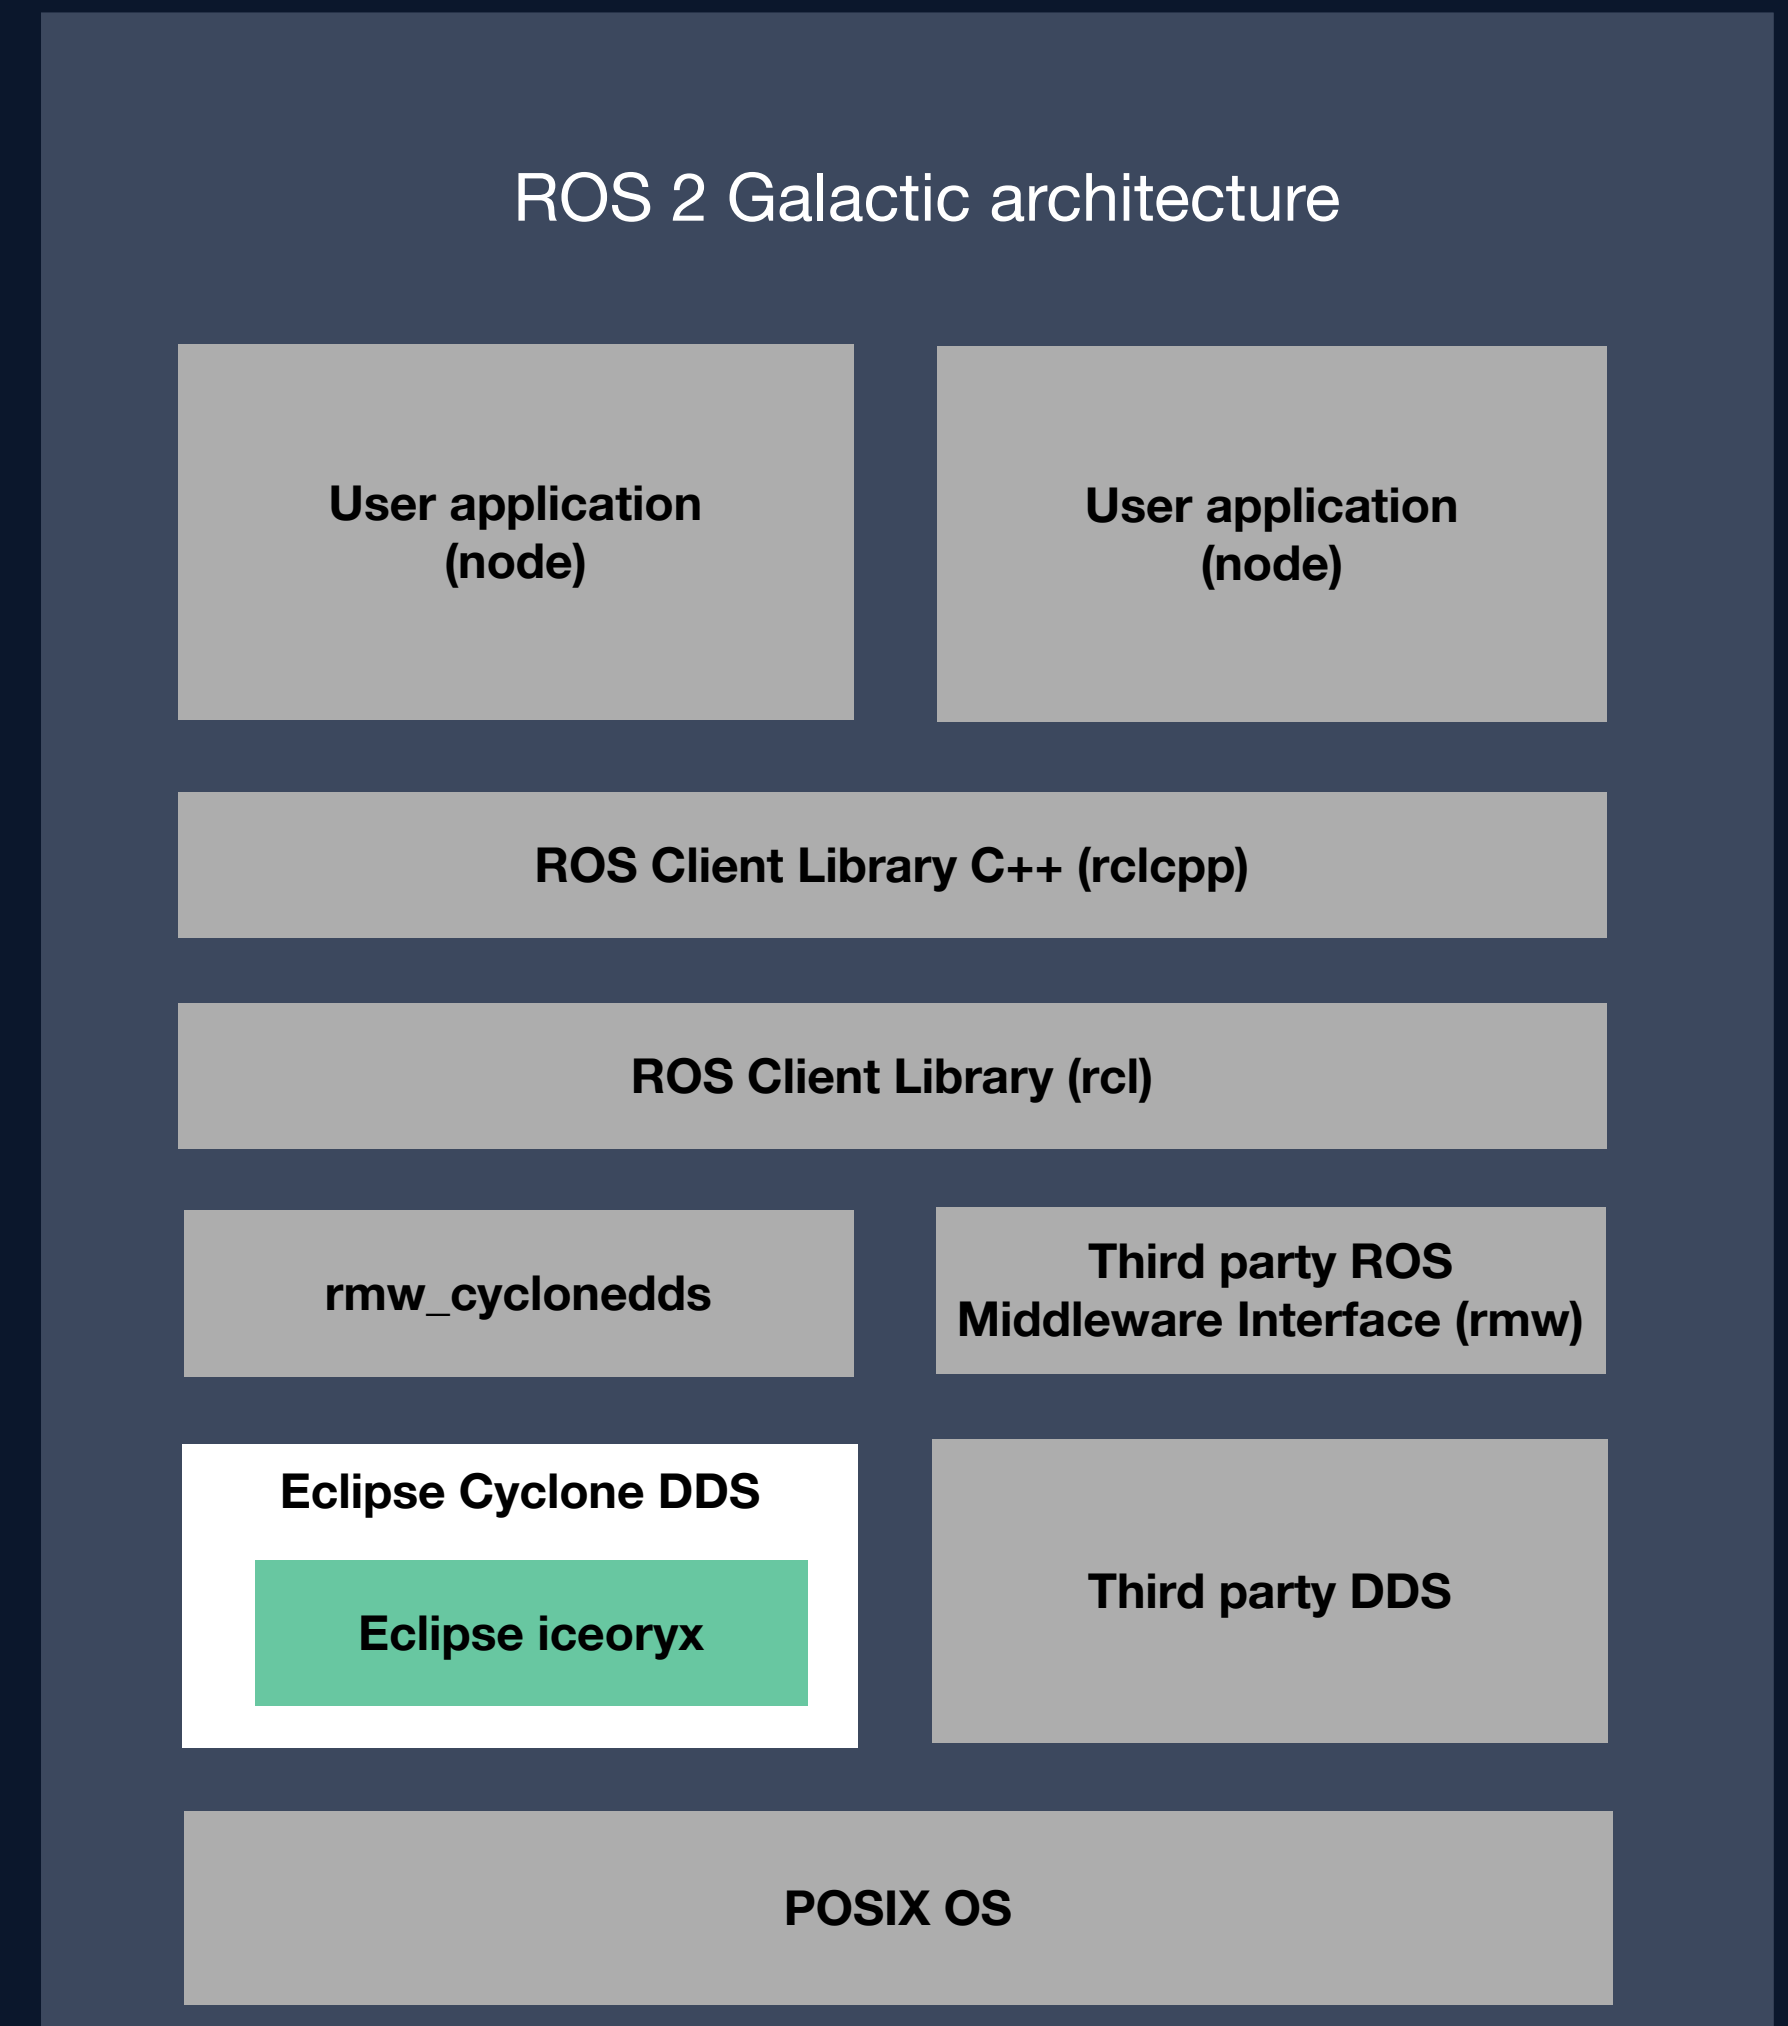 ROS 2 Galactic architecture
User application
(node)
User application
(node)
ROS Client Library C++ (rclcpp)
ROS Client Library (rcl)
rmw_cyclonedds
Third party ROS
Middleware Interface (rmw)
Eclipse Cyclone DDS
Eclipse iceoryx
Third party DDS
POSIX OS